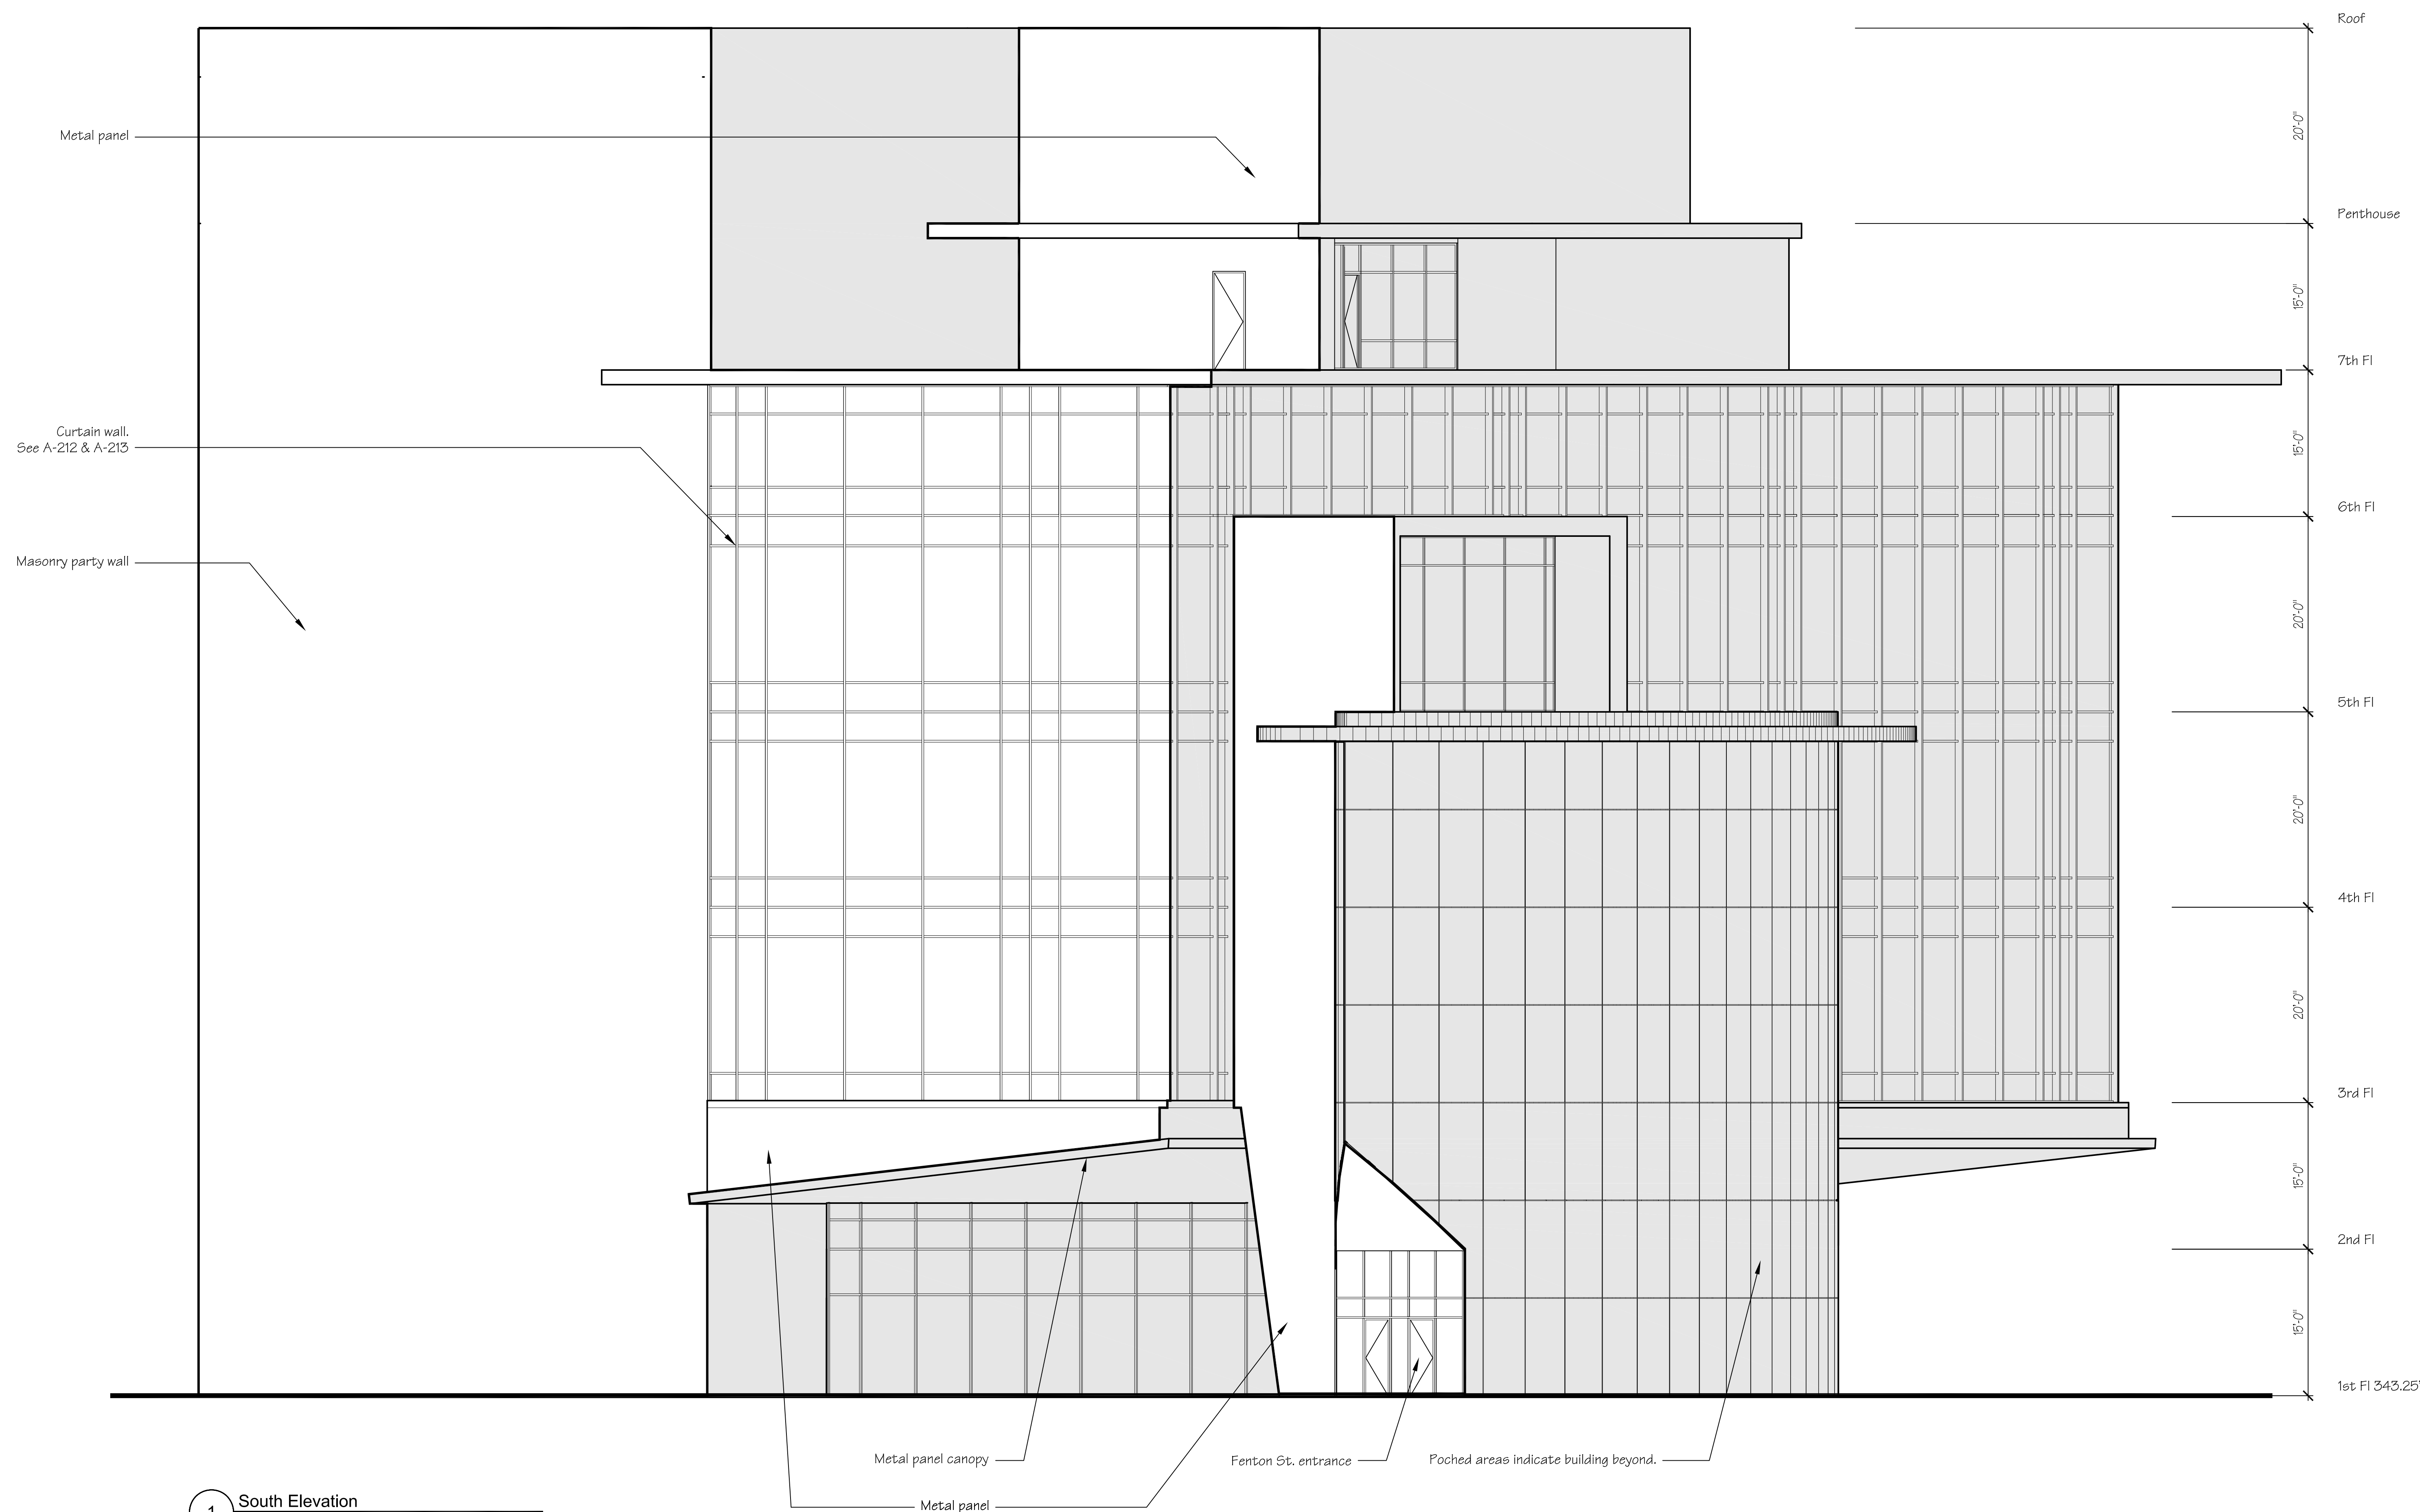 Roof
20'-0"
Metal panel
Penthouse
15'-0"
7th Fl
Curtain wall.
See A-212 & A-213
15'-0"
6th Fl
Masonry party wall
20'-0"
5th Fl
20'-0"
4th Fl
20'-0"
3rd Fl
15'-0"
2nd Fl
15'-0"
1st Fl 343.25'
Metal panel canopy
Fenton St. entrance
Poched areas indicate building beyond.
Metal panel
1
South Elevation